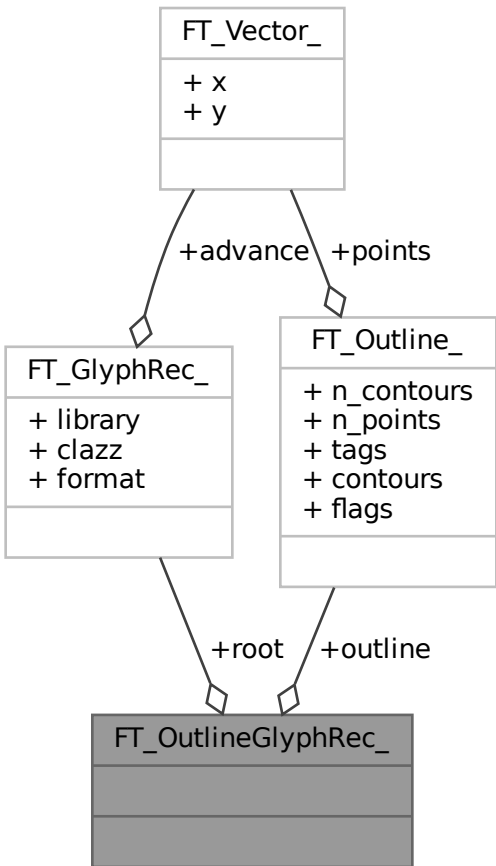 FT_Vector_
+ x
+ y
+advance
+points
FT_GlyphRec_
+ library
+ clazz
+ format
FT_Outline_
+ n_contours
+ n_points
+ tags
+ contours
+ flags
+root
+outline
FT_OutlineGlyphRec_